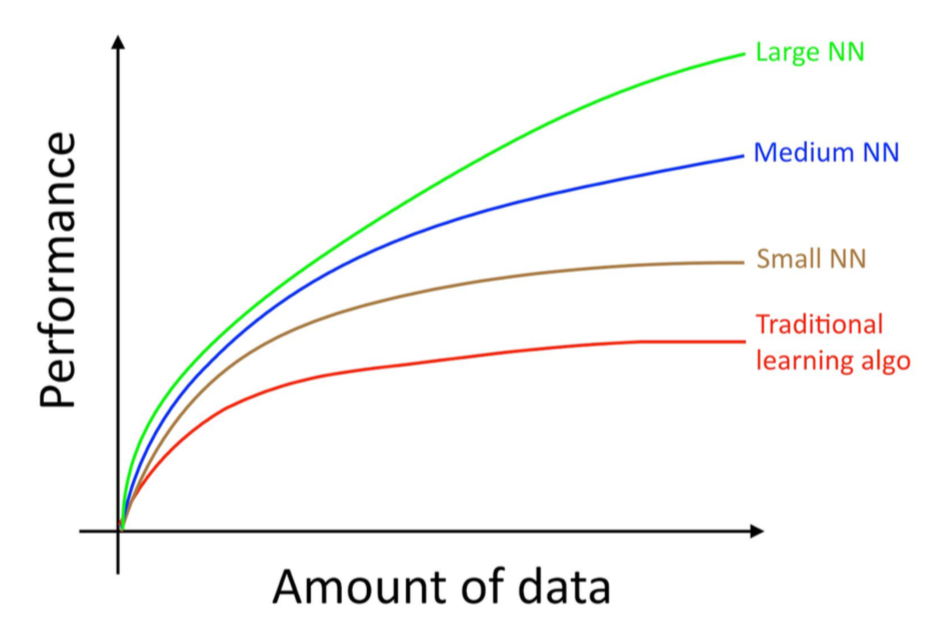 Performance
Large NN
Medium NN
Small NN
Traditional
learning algo
Amount of data